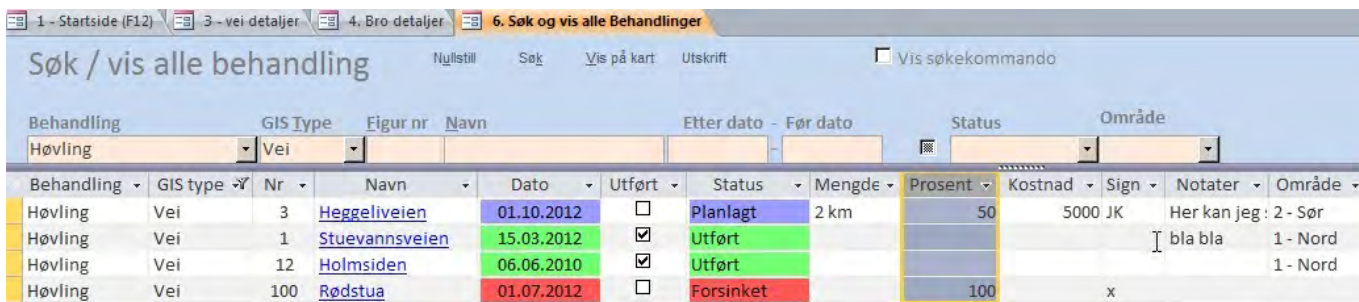 1 - Startside (F12) 3 - vei detaljer 4. Bro detaljer 6. Søk og vis alle Behandlinger
Søk / vis alle behandling Nullstill Søk Vis på kart Utskrift Vis søkekommando
Behandling GIS Type Figur nr Navn Etter dato - Før dato Status Område
Høvling Vei -
Behandling GIS type Nr Navn Dato Utført Status Mengde Prosent Kostnad Sign Notater Område
Høvling Vei 3 Heggeliveien 01.10.2012 Planlagt 2 km 50 5000 JK Her kan jeg : 2 - Sør
Høvling Vei 1 Stuevannsveien 15.03.2012 Utført bla bla 1 - Nord
Høvling Vei 12 Holmsiden 06.06.2010 Utført 1 - Nord
Høvling Vei 100 Rødstua 01.07.2012 Forsinket 100 x